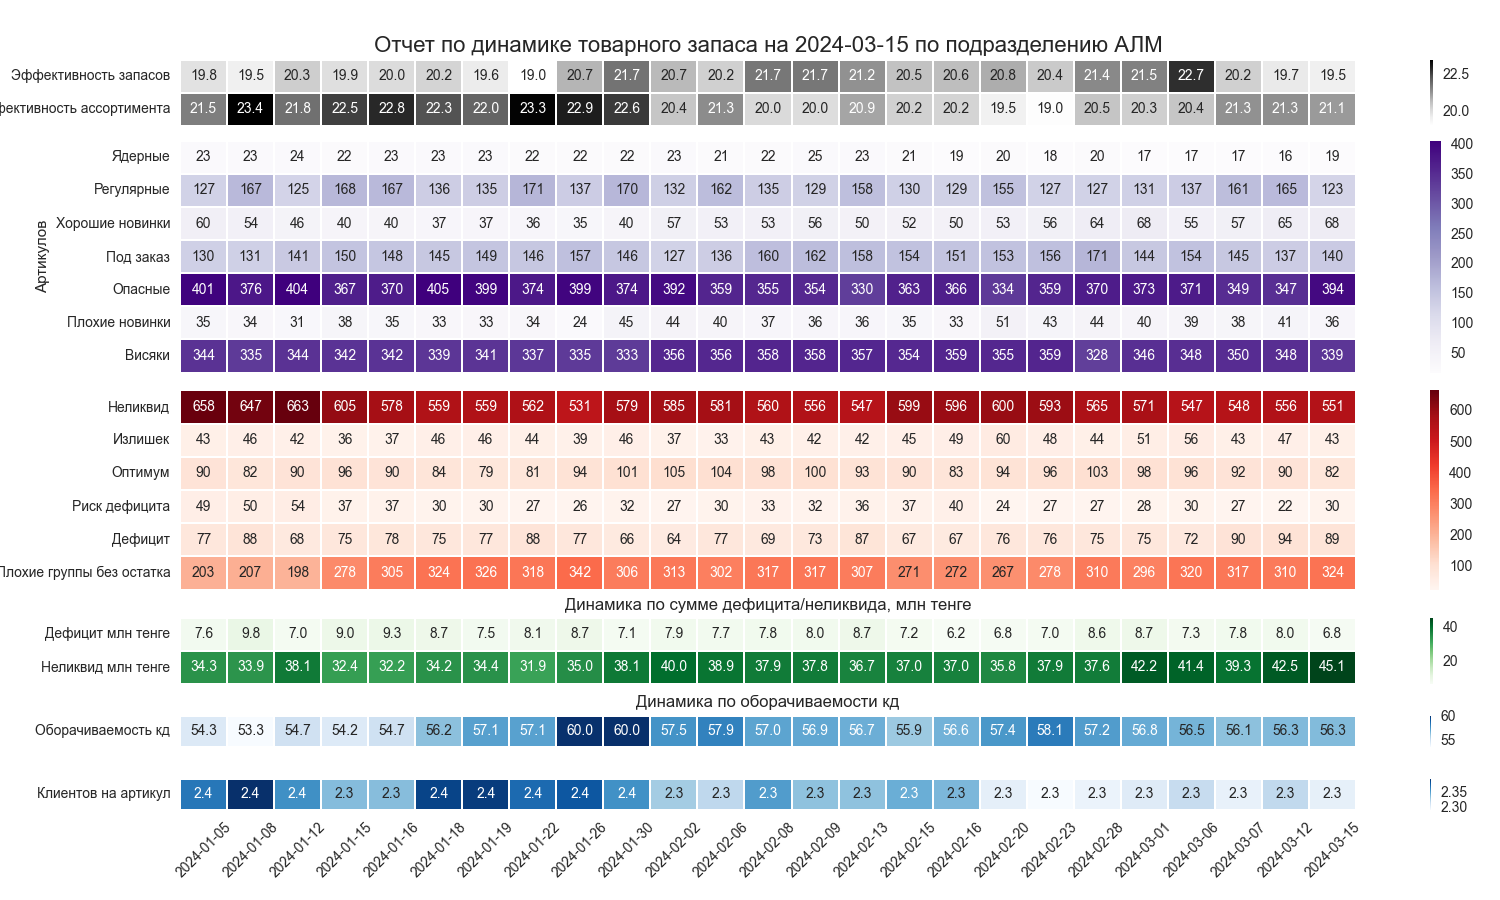 Отчет по динамике товарного запаса на 2024-03-15 по подразделению АЛМ
Эффективность запасов 19.8 19.5 20.3 19.9 20.0 20.2 19.6 19.0 20.7 21.7 20.7 20.2 21.7 21.7 21.2 20.5 20.6 20.8 20.4 21.4 21.5 22.7 20.2 19.7 19.5
фективность ассортимента 21.5 23.4 21.8 22.5 22.8 22.3 22.0 23.3 22.9 22.6 20.4 21.3 20.0 20.0 20.9 20.2 20.2 19.5 19.0 20.5 20.3 20.4 21.3 21.3 21.1
22.5
20.0
Артикулов
Ядерные 23 23 24 22 23 23 23 22 22 22 23 21 22 25 23 21 19 20 18 20 17 17 17 16 19
Регулярные 127 167 125 168 167 136 135 171 137 170 132 162 135 129 158 130 129 155 127 127 131 137 161 165 123
Хорошие новинки 60 54 46 40 40 37 37 36 35 40 57 53 53 56 50 52 50 53 56 64 68 55 57 65 68
Под заказ 130 131 141 150 148 145 149 146 157 146 127 136 160 162 158 154 151 153 156 171 144 154 145 137 140
Опасные 401 376 404 367 370 405 399 374 399 374 392 359 355 354 330 363 366 334 359 370 373 371 349 347 394
Плохие новинки 35 34 31 38 35 33 33 34 24 45 44 40 37 36 36 35 33 51 43 44 40 39 38 41 36
Висяки 344 335 344 342 342 339 341 337 335 333 356 356 358 358 357 354 359 355 359 328 346 348 350 348 339
400
350
300
250
200
150
100
50
Неликвид 658 647 663 605 578 559 559 562 531 579 585 581 560 556 547 599 596 600 593 565 571 547 548 556 551
Излишек 43 46 42 36 37 46 46 44 39 46 37 33 43 42 42 45 49 60 48 44 51 56 43 47 43
Оптимум 90 82 90 96 90 84 79 81 94 101 105 104 98 100 93 90 83 94 96 103 98 96 92 90 82
Риск дефицита 49 50 54 37 37 30 30 27 26 32 27 30 33 32 36 37 40 24 27 27 28 30 27 22 30
Дефицит 77 88 68 75 78 75 77 88 77 66 64 77 69 73 87 67 67 76 76 75 75 72 90 94 89
Плохие группы без остатка 203 207 198 278 305 324 326 318 342 306 313 302 317 317 307 271 272 267 278 310 296 320 317 310 324
600
500
400
300
200
100
Динамика по сумме дефицита/неликвида, млн тенге
Дефицит млн тенге 7.6 9.8 7.0 9.0 9.3 8.7 7.5 8.1 8.7 7.1 7.9 7.7 7.8 8.0 8.7 7.2 6.2 6.8 7.0 8.6 8.7 7.3 7.8 8.0 6.8
Неликвид млн тенге 34.3 33.9 38.1 32.4 32.2 34.2 34.4 31.9 35.0 38.1 40.0 38.9 37.9 37.8 36.7 37.0 37.0 35.8 37.9 37.6 42.2 41.4 39.3 42.5 45.1
40
20
Динамика по оборачиваемости кд
Оборачиваемость кд 54.3 53.3 54.7 54.2 54.7 56.2 57.1 57.1 60.0 60.0 57.5 57.9 57.0 56.9 56.7 55.9 56.6 57.4 58.1 57.2 56.8 56.5 56.1 56.3 56.3
60
55
Клиентов на артикул 2.4 2.4 2.4 2.3 2.3 2.4 2.4 2.4 2.4 2.4 2.3 2.3 2.3 2.3 2.3 2.3 2.3 2.3 2.3 2.3 2.3 2.3 2.3 2.3 2.3
2.35
2.30
2024-01-05 2024-01-08 2024-01-12 2024-01-15 2024-01-16 2024-01-18 2024-01-19 2024-01-22 2024-01-26 2024-01-30 2024-02-02 2024-02-06 2024-02-08 2024-02-09 2024-02-13 2024-02-15 2024-02-16 2024-02-20 2024-02-23 2024-02-28 2024-03-01 2024-03-06 2024-03-07 2024-03-12 2024-03-15